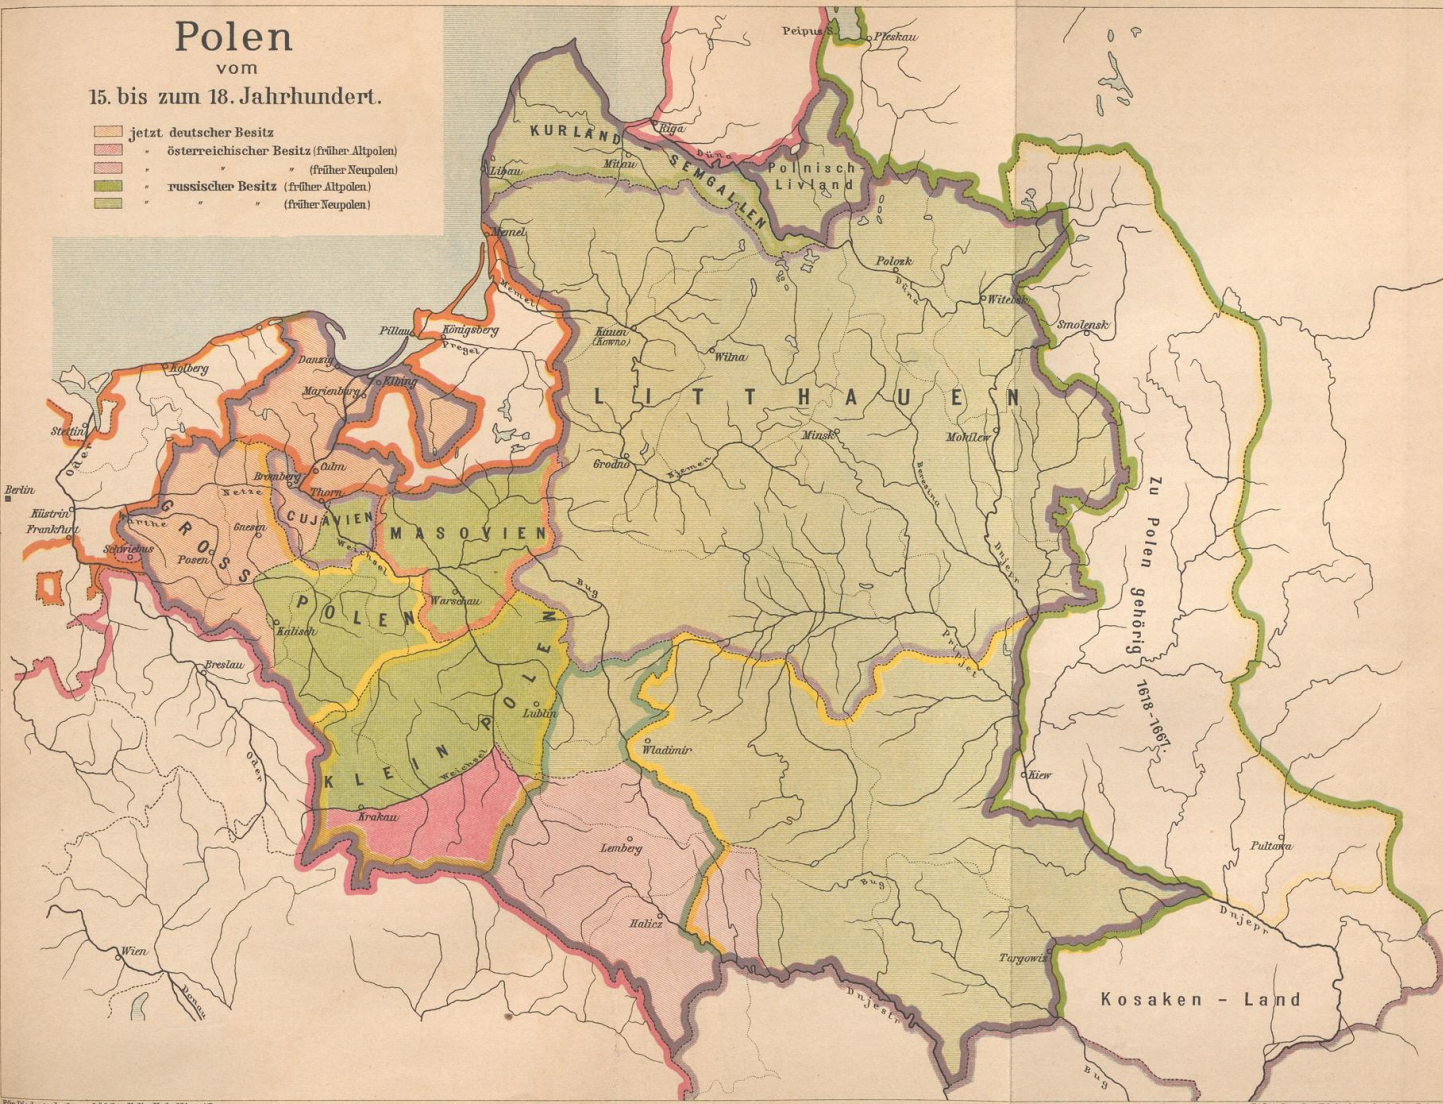 Polen
vom
15. bis zum 18. Jahrhundert.
jetzt deutscher Besitz
" österreichischer Besitz (früher Altpolen)
" " " (früher Neupolen)
" russischer Besitz (früher Altpolen)
" " " (früher Neupolen)
Peipus S.
Pleskau
Riga
Düna
KURLAND - SEMGALLEN
Mitau
Libau
Polnisch-
Livland
Memel
Memel
Polozk
Düna
Witebsk
Smolensk
Pillau
Königsberg
Pregel
Kauen
(Kowno)
Wilna
Kolberg
Danzig
Marienburg
Elbing
LITTHAUEN
Stettin
Oder
Minsk
Mohilew
Grodno
Njemen
Beresina
Berlin
Bromberg
Culm
Netze
Thorn
Küstrin
Frankfurt
Warthe
GROSS
Gnesen
CUJAVIEN
MASOVIEN
Weichsel
Schwiebus
Posen
Dnjepr
Zu Polen gehörig
1618-1667.
Bug
POLEN
Warschau
Kalisch
Pripjet
Breslau
KLEIN POLEN
Lublin
Weichsel
Oder
Wladimir
Kiew
Krakau
Lemberg
Pultawa
Bug
Halicz
Dnjepr
Wien
Donau
Targowiz
Kosaken - Land
Dnjestr
Bug